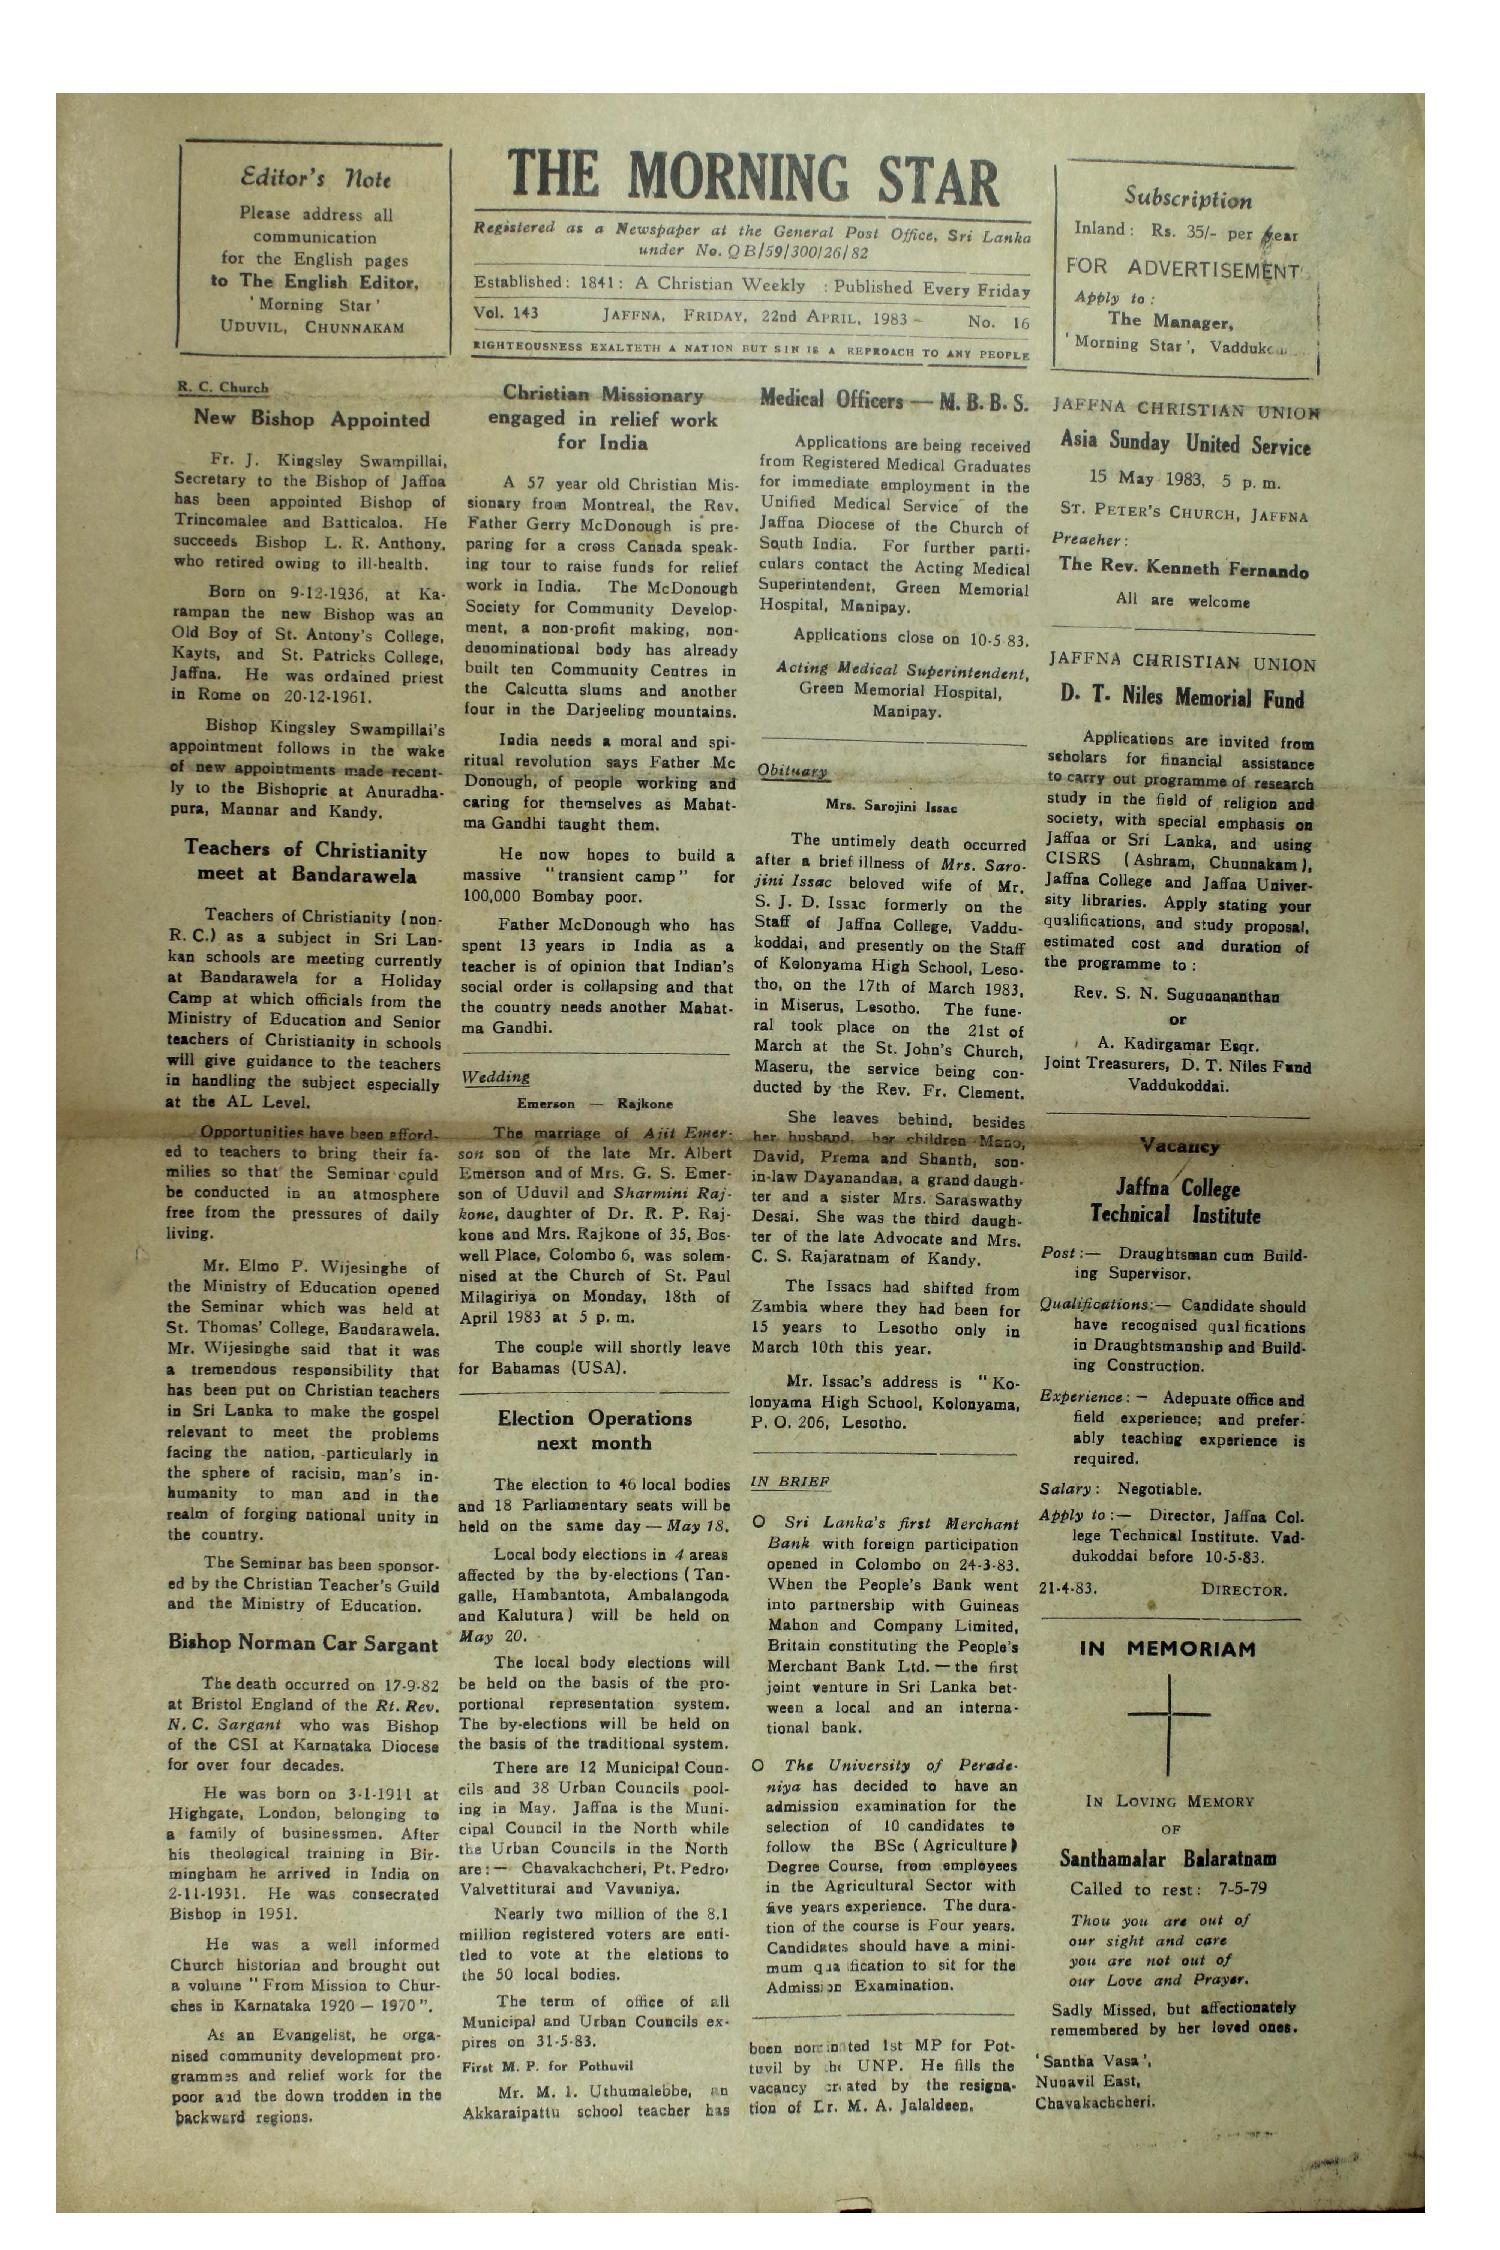 Editor's Note
Please address all
communication
for the English pages
to The English Editor,
' Morning Star '
UDUVIL, CHUNNAKAM
THE MORNING STAR
Registered as a Newspaper at the General Post Office, Sri Lanka
under No. QB/59/300/26/82
Established : 1841 : A Christian Weekly : Published Every Friday
Vol. 143 JAFFNA, FRIDAY, 22nd APRIL, 1983 – No. 16
RIGHTEOUSNESS EXALTETH A NATION BUT SIN IS A REPROACH TO ANY PEOPLE
Subscription
Inland : Rs. 35/- per year
FOR ADVERTISEMENT
Apply to :
The Manager,
' Morning Star ',
R. C. Church
New Bishop Appointed
Fr. J. Kingsley Swampillai,
Secretary to the Bishop of Jaffna
has been appointed Bishop of
Trincomalee and Batticaloa. He
succeeds Bishop L. R. Anthony,
who retired owing to ill-health.
Born on 9-12-1936, at Ka-
rampan the new Bishop was an
Old Boy of St. Antony's College,
Kayts, and St. Patricks College,
Jaffna. He was ordained priest
in Rome on 20-12-1961.
Bishop Kingsley Swampillai's
appointment follows in the wake
of new appointments made recent-
ly to the Bishopric at Anuradha-
pura, Mannar and Kandy.
Teachers of Christianity
meet at Bandarawela
Teachers of Christianity (non-
R. C.) as a subject in Sri Lan-
kan schools are meeting currently
at Bandarawela for a Holiday
Camp at which officials from the
Ministry of Education and Senior
teachers of Christianity in schools
will give guidance to the teachers
in handling the subject especially
at the AL Level.
Opportunities have been afford-
ed to teachers to bring their fa-
milies so that the Seminar could
be conducted in an atmosphere
free from the pressures of daily
living.
Mr. Elmo P. Wijesinghe of
the Ministry of Education opened
the Seminar which was held at
St. Thomas' College, Bandarawela.
Mr. Wijesinghe said that it was
a tremendous responsibility that
has been put on Christian teachers
in Sri Lanka to make the gospel
relevant to meet the problems
facing the nation, particularly in
the sphere of racisin, man's in-
humanity to man and in the
realm of forging national unity in
the country.
The Seminar has been sponsor-
ed by the Christian Teacher's Guild
and the Ministry of Education.
Bishop Norman Car Sargant
The death occurred on 17-9-82
at Bristol England of the Rt. Rev.
N. C. Sargant who was Bishop
of the CSI at Karnataka Diocese
for over four decades.
He was born on 3-1-1911 at
Highgate, London, belonging to
a family of businessmen. After
his theological training in Bir-
mingham he arrived in India on
2-11-1931. He was consecrated
Bishop in 1951.
He was a well informed
Church historian and brought out
a volume " From Mission to Chur-
ches in Karnataka 1920 — 1970 ".
As an Evangelist, he orga-
nised community development pro-
grammes and relief work for the
poor and the down trodden in the
backward regions.
Christian Missionary
engaged in relief work
for India
A 57 year old Christian Mis-
sionary from Montreal, the Rev.
Father Gerry McDonough is pre-
paring for a cross Canada speak-
ing tour to raise funds for relief
work in India. The McDonough
Society for Community Develop-
ment, a non-profit making, non-
denominational body has already
built ten Community Centres in
the Calcutta slums and another
four in the Darjeeling mountains.
India needs a moral and spi-
ritual revolution says Father Mc
Donough, of people working and
caring for themselves as Mahat-
ma Gandhi taught them.
He now hopes to build a
massive "transient camp" for
100,000 Bombay poor.
Father McDonough who has
spent 13 years in India as a
teacher is of opinion that Indian's
social order is collapsing and that
the country needs another Mahat-
ma Gandhi.
Wedding
Emerson — Rajkone
The marriage of Ajit Emer-
son son of the late Mr. Albert
Emerson and of Mrs. G. S. Emer-
son of Uduvil and Sharmini Raj-
kone, daughter of Dr. R. P. Raj-
kone and Mrs. Rajkone of 35, Bos-
well Place, Colombo 6, was solem-
nised at the Church of St. Paul
Milagiriya on Monday, 18th of
April 1983 at 5 p. m.
The couple will shortly leave
for Bahamas (USA).
Election Operations
next month
The election to 46 local bodies
and 18 Parliamentary seats will be
held on the same day — May 18.
Local body elections in 4 areas
affected by the by-elections (Tan-
galle, Hambantota, Ambalangoda
and Kalutura) will be held on
May 20.
The local body elections will
be held on the basis of the pro-
portional representation system.
The by-elections will be held on
the basis of the traditional system.
There are 12 Municipal Coun-
cils and 38 Urban Councils pool-
ing in May. Jaffna is the Muni-
cipal Council in the North while
the Urban Councils in the North
are : — Chavakachcheri, Pt. Pedro,
Valvettiturai and Vavuniya.
Nearly two million of the 8.1
million registered voters are enti-
tled to vote at the eletions to
the 50 local bodies.
The term of office of all
Municipal and Urban Councils ex-
pires on 31-5-83.
First M. P. for Pothuvil
Mr. M. I. Uthumalebbe, an
Akkaraipattu school teacher has
Medical Officers — M. B. B. S.
Applications are being received
from Registered Medical Graduates
for immediate employment in the
Unified Medical Service of the
Jaffna Diocese of the Church of
South India. For further parti-
culars contact the Acting Medical
Superintendent, Green Memorial
Hospital, Manipay.
Applications close on 10-5-83.
Acting Medical Superintendent,
Green Memorial Hospital,
Manipay.
Obituary
Mrs. Sarojini Issac
The untimely death occurred
after a brief illness of Mrs. Saro-
jini Issac beloved wife of Mr.
S. J. D. Issac formerly on the
Staff of Jaffna College, Vaddu-
koddai, and presently on the Staff
of Kolonyama High School, Leso-
tho, on the 17th of March 1983,
in Miserus, Lesotho. The fune-
ral took place on the 21st of
March at the St. John's Church,
Maseru, the service being con-
ducted by the Rev. Fr. Clement.
She leaves behind, besides
her husband, her children Mano,
David, Prema and Shanth, son-
in-law Dayanandan, a grand daugh-
ter and a sister Mrs. Saraswathy
Desai. She was the third daugh-
ter of the late Advocate and Mrs.
C. S. Rajaratnam of Kandy.
The Issacs had shifted from
Zambia where they had been for
15 years to Lesotho only in
March 10th this year.
Mr. Issac's address is " Ko-
lonyama High School, Kolonyama,
P. O. 206, Lesotho.
IN BRIEF
O Sri Lanka's first Merchant
Bank with foreign participation
opened in Colombo on 24-3-83.
When the People's Bank went
into partnership with Guineas
Mahon and Company Limited,
Britain constituting the People's
Merchant Bank Ltd. — the first
joint venture in Sri Lanka bet-
ween a local and an interna-
tional bank.
O The University of Perade-
niya has decided to have an
admission examination for the
selection of 10 candidates to
follow the BSc (Agriculture)
Degree Course, from employees
in the Agricultural Sector with
five years experience. The dura-
tion of the course is Four years.
Candidates should have a mini-
mum qualification to sit for the
Admission Examination.
been nominated 1st MP for Pot-
tuvil by the UNP. He fills the
vacancy created by the resigna-
tion of Dr. M. A. Jalaldeen.
JAFFNA CHRISTIAN UNION
Asia Sunday United Service
15 May 1983, 5 p. m.
ST. PETER'S CHURCH, JAFFNA
Preacher :
The Rev. Kenneth Fernando
All are welcome
JAFFNA CHRISTIAN UNION
D. T. Niles Memorial Fund
Applications are invited from
scholars for financial assistance
to carry out programme of research
study in the field of religion and
society, with special emphasis on
Jaffna or Sri Lanka, and using
CISRS (Ashram, Chunnakam),
Jaffna College and Jaffna Univer-
sity libraries. Apply stating your
qualifications, and study proposal,
estimated cost and duration of
the programme to :
Rev. S. N. Sugunananthan
or
A. Kadirgamar Esqr.
Joint Treasurers, D. T. Niles Fund
Vaddukoddai.
Vacancy
Jaffna College
Technical Institute
Post :— Draughtsman cum Build-
ing Supervisor.
Qualifications:— Candidate should
have recognised qualifications
in Draughtsmanship and Build-
ing Construction.
Experience : — Adepuate office and
field experience; and prefer-
ably teaching experience is
required.
Salary : Negotiable.
Apply to :— Director, Jaffna Col-
lege Technical Institute. Vad-
dukoddai before 10-5-83.
21-4-83. DIRECTOR.
IN MEMORIAM
IN LOVING MEMORY
OF
Santhamalar Balaratnam
Called to rest : 7-5-79
Thou you are out of
our sight and care
you are not out of
our Love and Prayer.
Sadly Missed, but affectionately
remembered by her loved ones.
' Santha Vasa ',
Nunavil East,
Chavakachcheri.